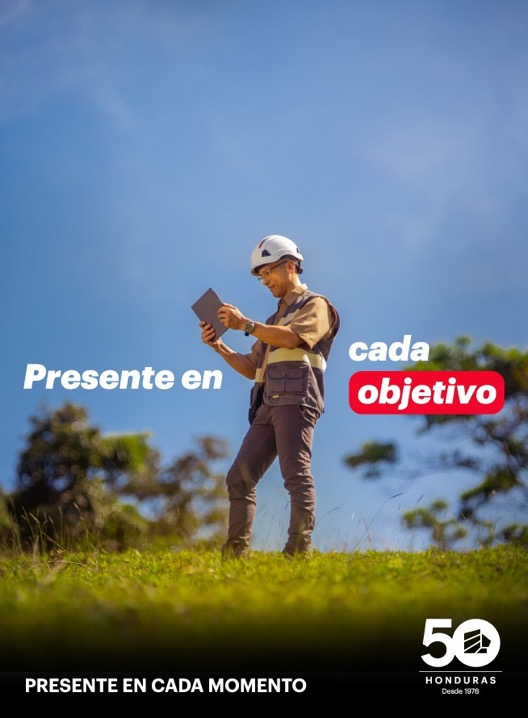 Presente en
cada
objetivo
PRESENTE EN CADA MOMENTO
50
HONDURAS
Desde 1976